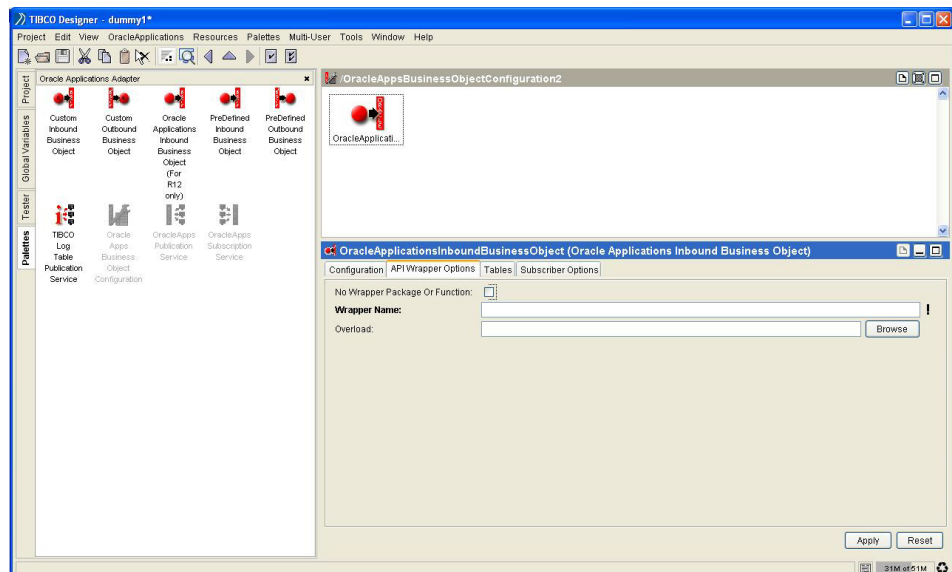 TIBCO Designer - dummy1*
Project Edit View OracleApplications Resources Palettes Multi-User Tools Window Help
Project
Global Variables
Tester
Palettes
Oracle Applications Adapter
Custom Inbound Business Object
Custom Outbound Business Object
Oracle Applications Inbound Business Object (For R12 only)
PreDefined Inbound Business Object
PreDefined Outbound Business Object
TIBCO Log Table Publication Service
Oracle Apps Business Object Configuration
OracleApps Publication Service
OracleApps Subscription Service
/OracleAppsBusinessObjectConfiguration2
OracleApplicati...
OracleApplicationsInboundBusinessObject (Oracle Applications Inbound Business Object)
Configuration API Wrapper Options Tables Subscriber Options
No Wrapper Package Or Function:
Wrapper Name: !
Overload: Browse
Apply Reset
31M of 51M